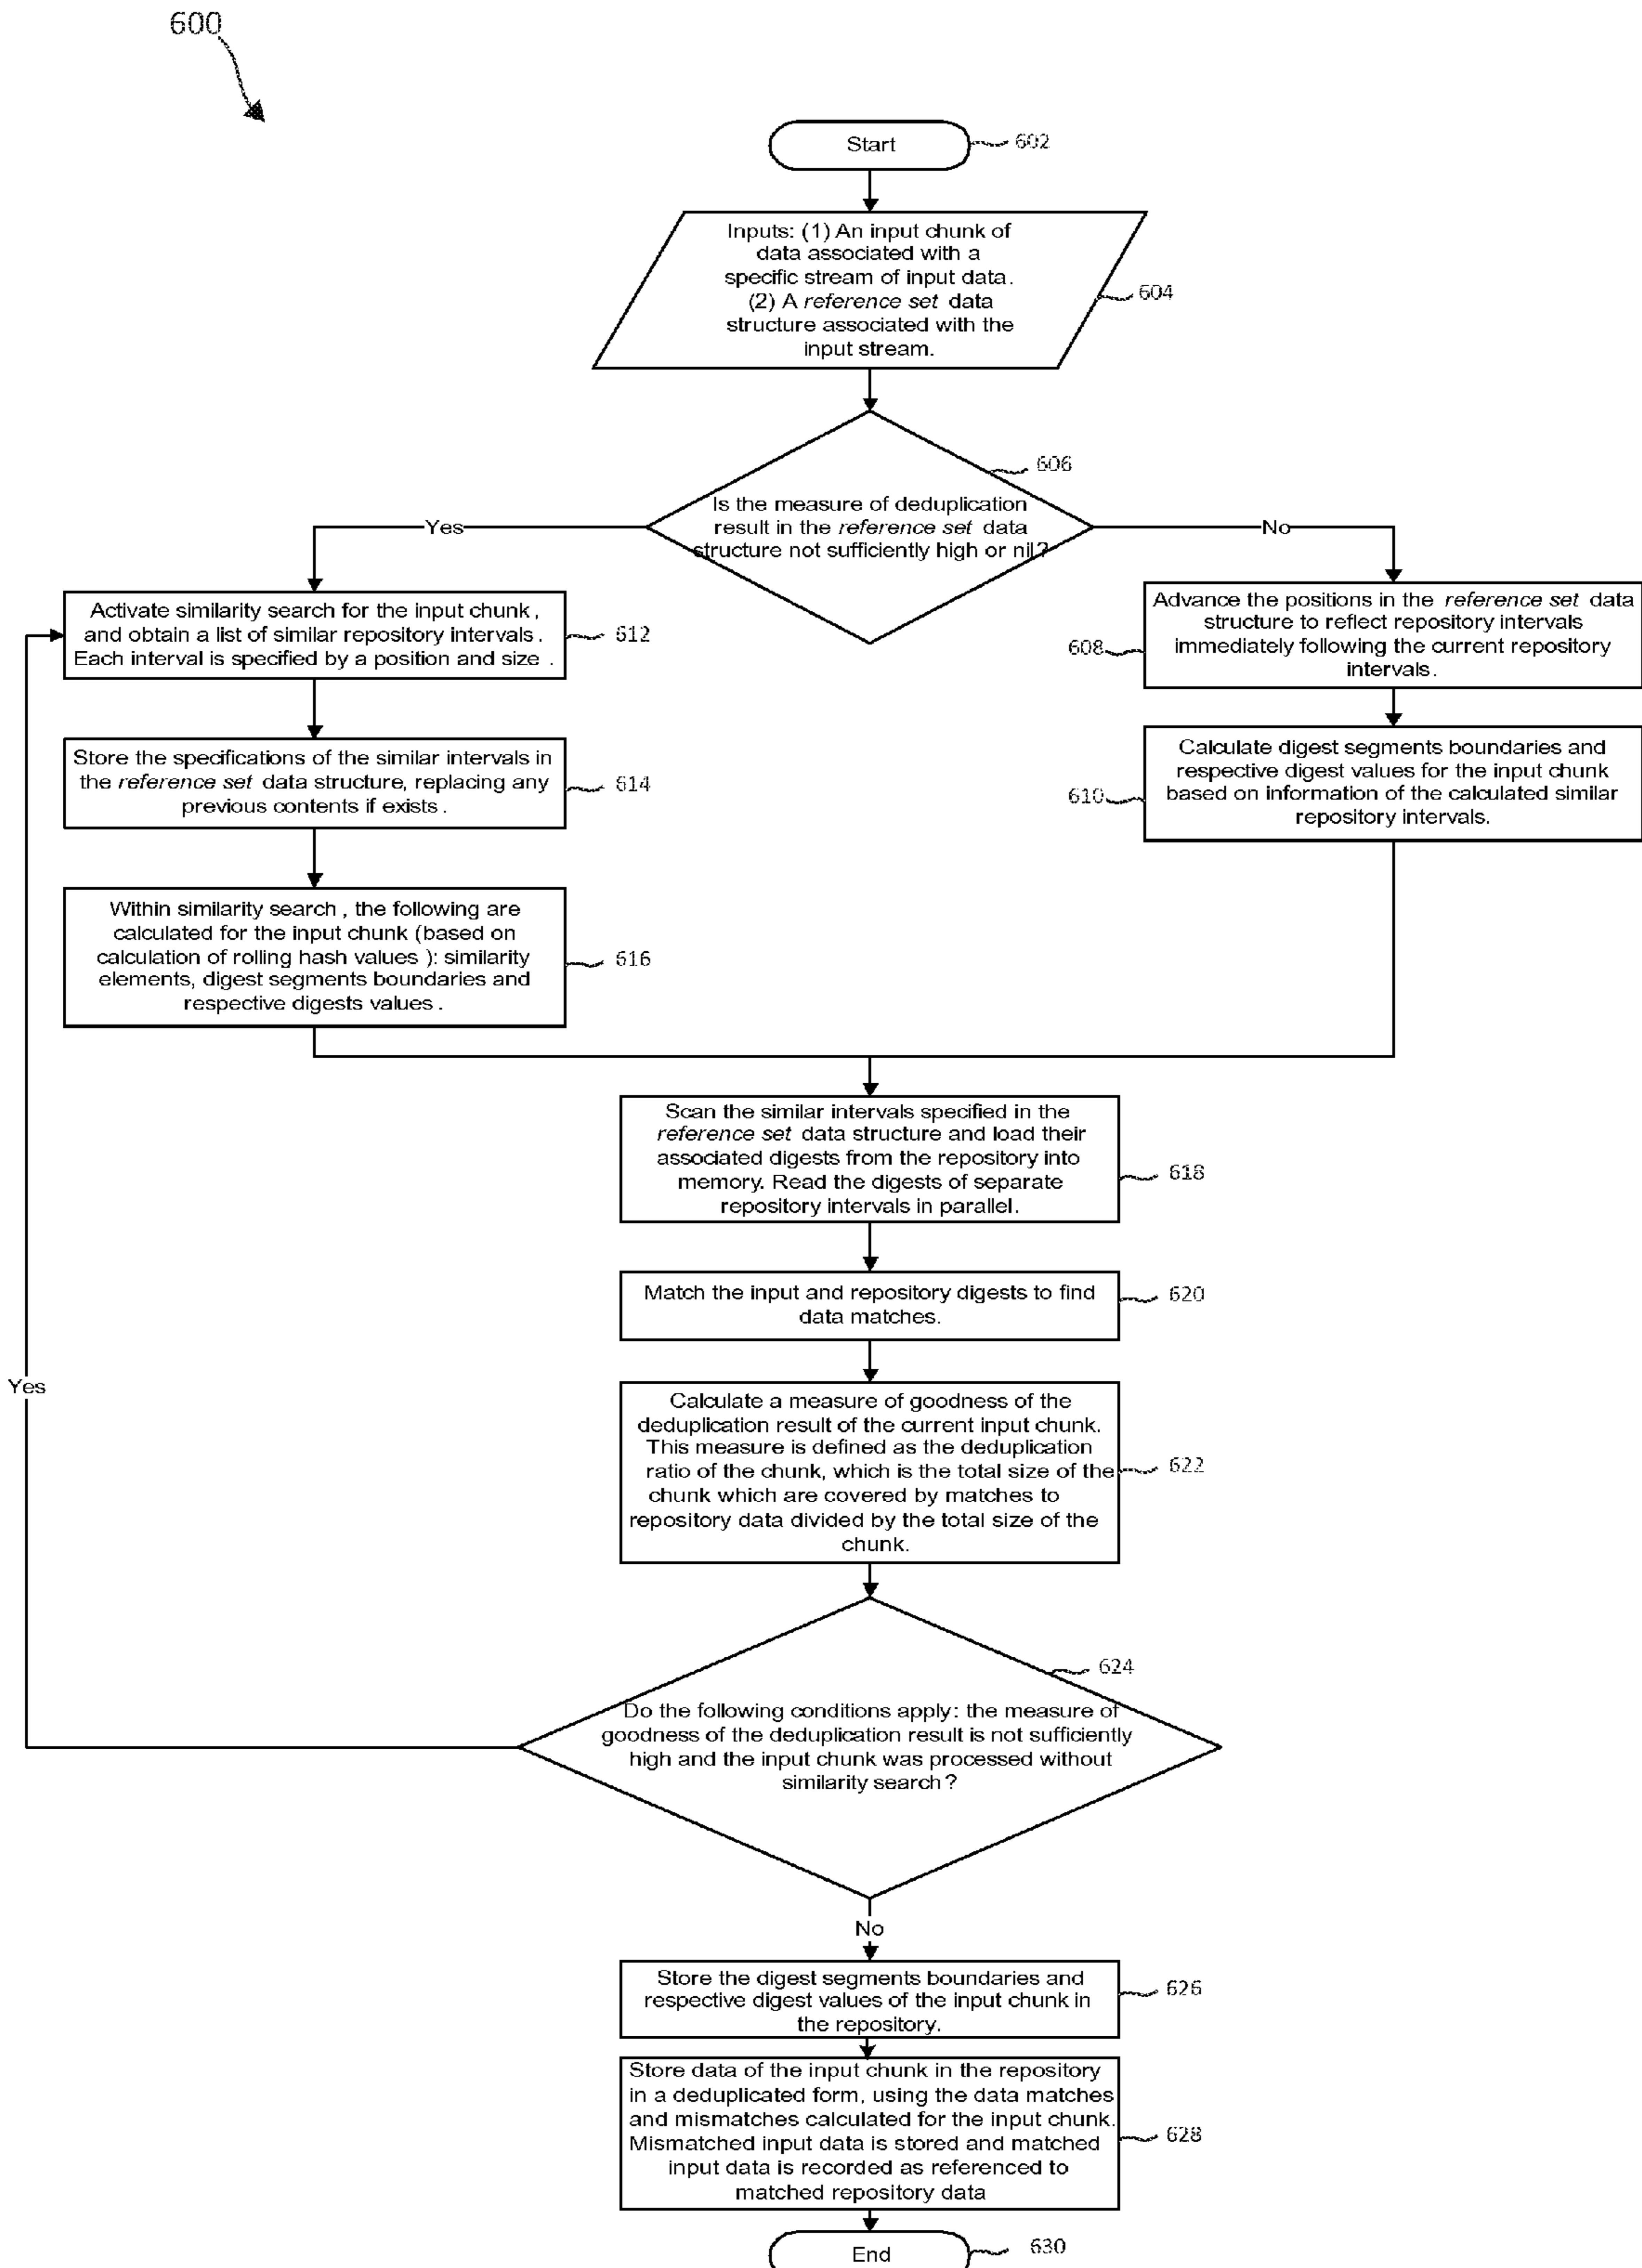 600
Start
602
Inputs: (1) An input chunk of
data associated with a
specific stream of input data.
(2) A reference set data
structure associated with the
input stream.
604
606
Is the measure of deduplication
result in the reference set data
structure not sufficiently high or nil?
Yes
No
Activate similarity search for the input chunk,
and obtain a list of similar repository intervals.
Each interval is specified by a position and size.
612
Advance the positions in the reference set data
structure to reflect repository intervals
immediately following the current repository
intervals.
608
Store the specifications of the similar intervals in
the reference set data structure, replacing any
previous contents if exists.
614
Calculate digest segments boundaries and
respective digest values for the input chunk
based on information of the calculated similar
repository intervals.
610
Within similarity search, the following are
calculated for the input chunk (based on
calculation of rolling hash values): similarity
elements, digest segments boundaries and
respective digests values.
616
Scan the similar intervals specified in the
reference set data structure and load their
associated digests from the repository into
memory. Read the digests of separate
repository intervals in parallel.
618
Match the input and repository digests to find
data matches.
620
Yes
Calculate a measure of goodness of the
deduplication result of the current input chunk.
This measure is defined as the deduplication
ratio of the chunk, which is the total size of the
chunk which are covered by matches to
repository data divided by the total size of the
chunk.
622
624
Do the following conditions apply: the measure of
goodness of the deduplication result is not sufficiently
high and the input chunk was processed without
similarity search?
No
Store the digest segments boundaries and
respective digest values of the input chunk in
the repository.
626
Store data of the input chunk in the repository
in a deduplicated form, using the data matches
and mismatches calculated for the input chunk.
Mismatched input data is stored and matched
input data is recorded as referenced to
matched repository data
628
End
630